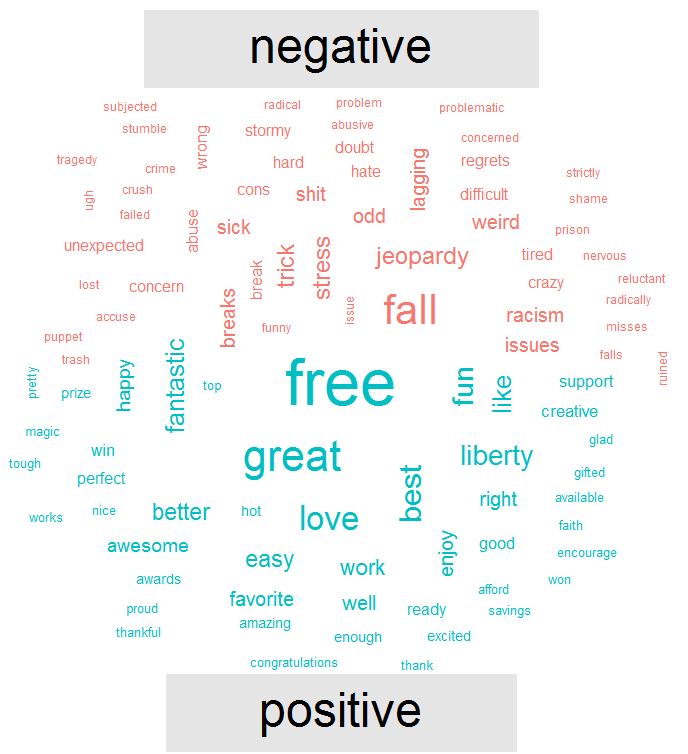 negative
subjected radical problem problematic
stumble stormy abusive concerned
wrong doubt lagging
tragedy crime hard hate regrets strictly
ugh crush cons shit difficult shame
failed abuse sick odd weird prison
unexpected trick stress jeopardy tired nervous
lost concern break crazy reluctant
accuse breaks funny issue fall racism radically misses
puppet issues
trash falls ruined
pretty prize happy fantastic top free fun like support
magic creative
tough win great liberty glad
perfect best gifted
works nice better hot love right available
awesome enjoy good faith
easy work encourage
awards afford won
proud favorite well ready savings
thankful amazing enough excited
congratulations thank
positive